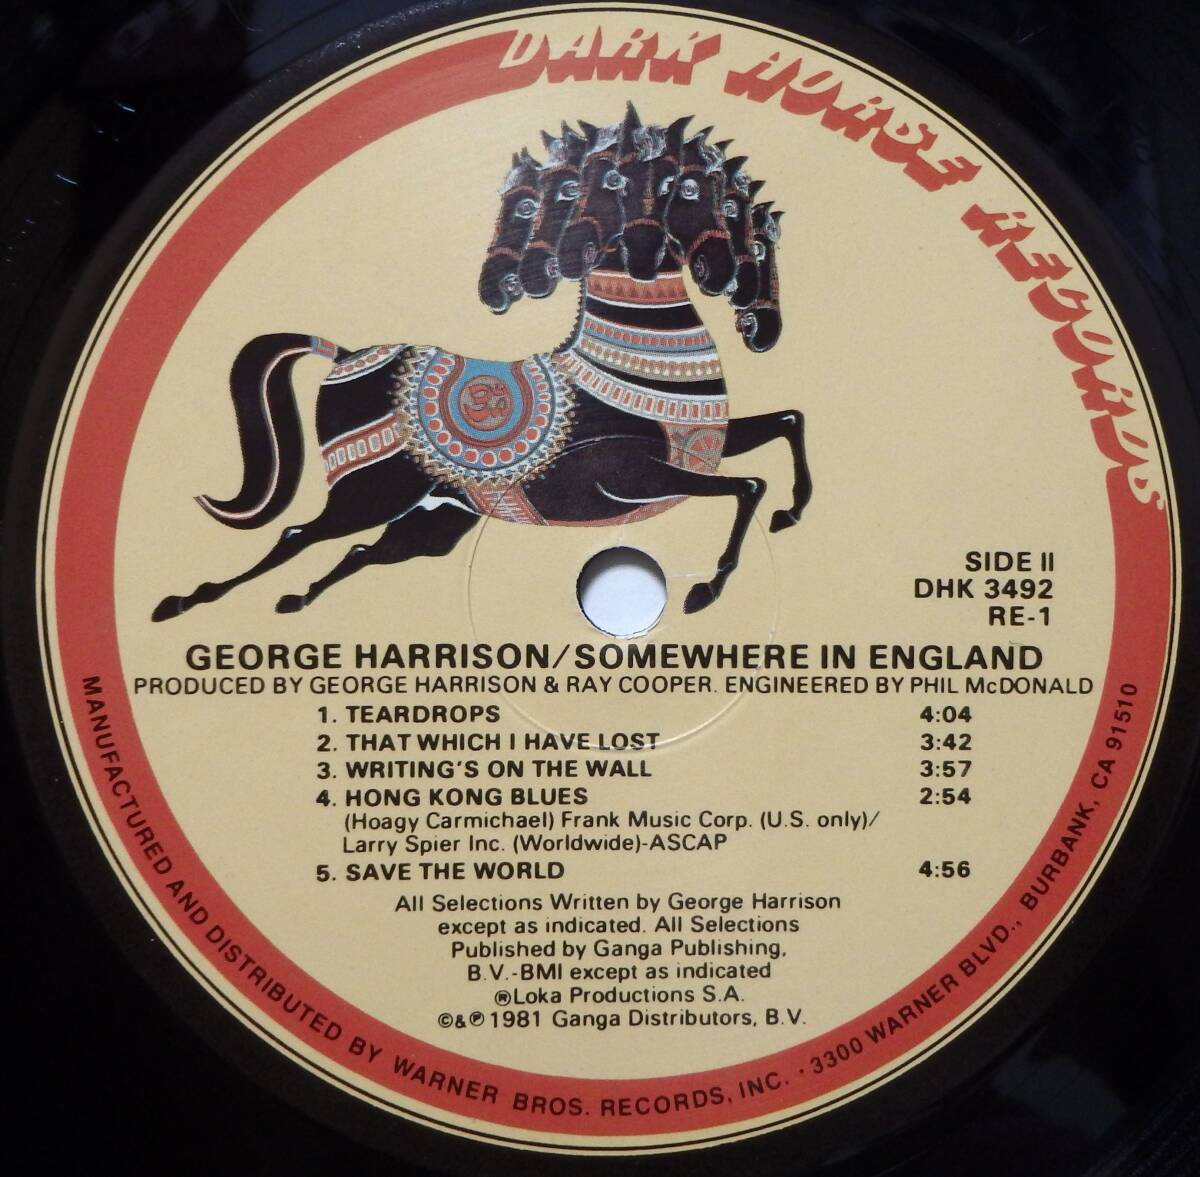 DARK HORSE RECORDS
SIDE II
DHK 3492
RE-1
GEORGE HARRISON/SOMEWHERE IN ENGLAND
PRODUCED BY GEORGE HARRISON & RAY COOPER. ENGINEERED BY PHIL McDONALD
1. TEARDROPS 4:04
2. THAT WHICH I HAVE LOST 3:42
3. WRITING'S ON THE WALL 3:57
4. HONG KONG BLUES 2:54
(Hoagy Carmichael) Frank Music Corp. (U.S. only)/
Larry Spier Inc. (Worldwide)-ASCAP
5. SAVE THE WORLD 4:56
All Selections Written by George Harrison
except as indicated. All Selections
Published by Ganga Publishing,
B.V.-BMI except as indicated
®Loka Productions S.A.
©&℗ 1981 Ganga Distributors, B.V.
MANUFACTURED AND DISTRIBUTED BY WARNER BROS. RECORDS, INC. · 3300 WARNER BLVD., BURBANK, CA 91510
ॐ